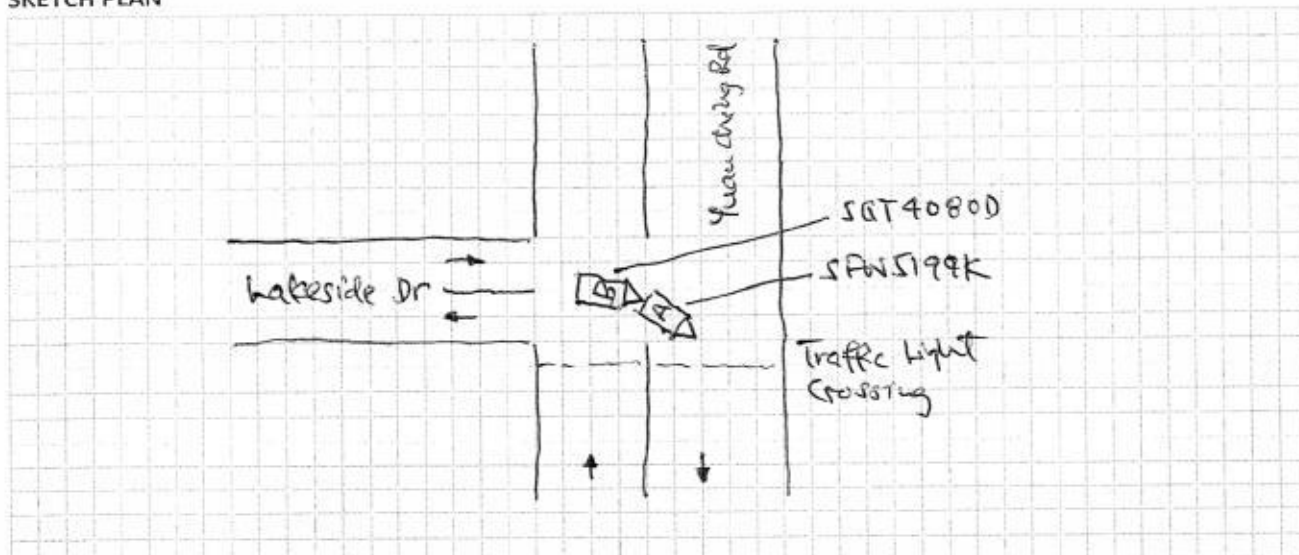 SKETCH PLAN
Yuan Ching Rd
SGT4080D
SFW5199K
Lakeside Dr
B
A
Traffic Light
Crossing